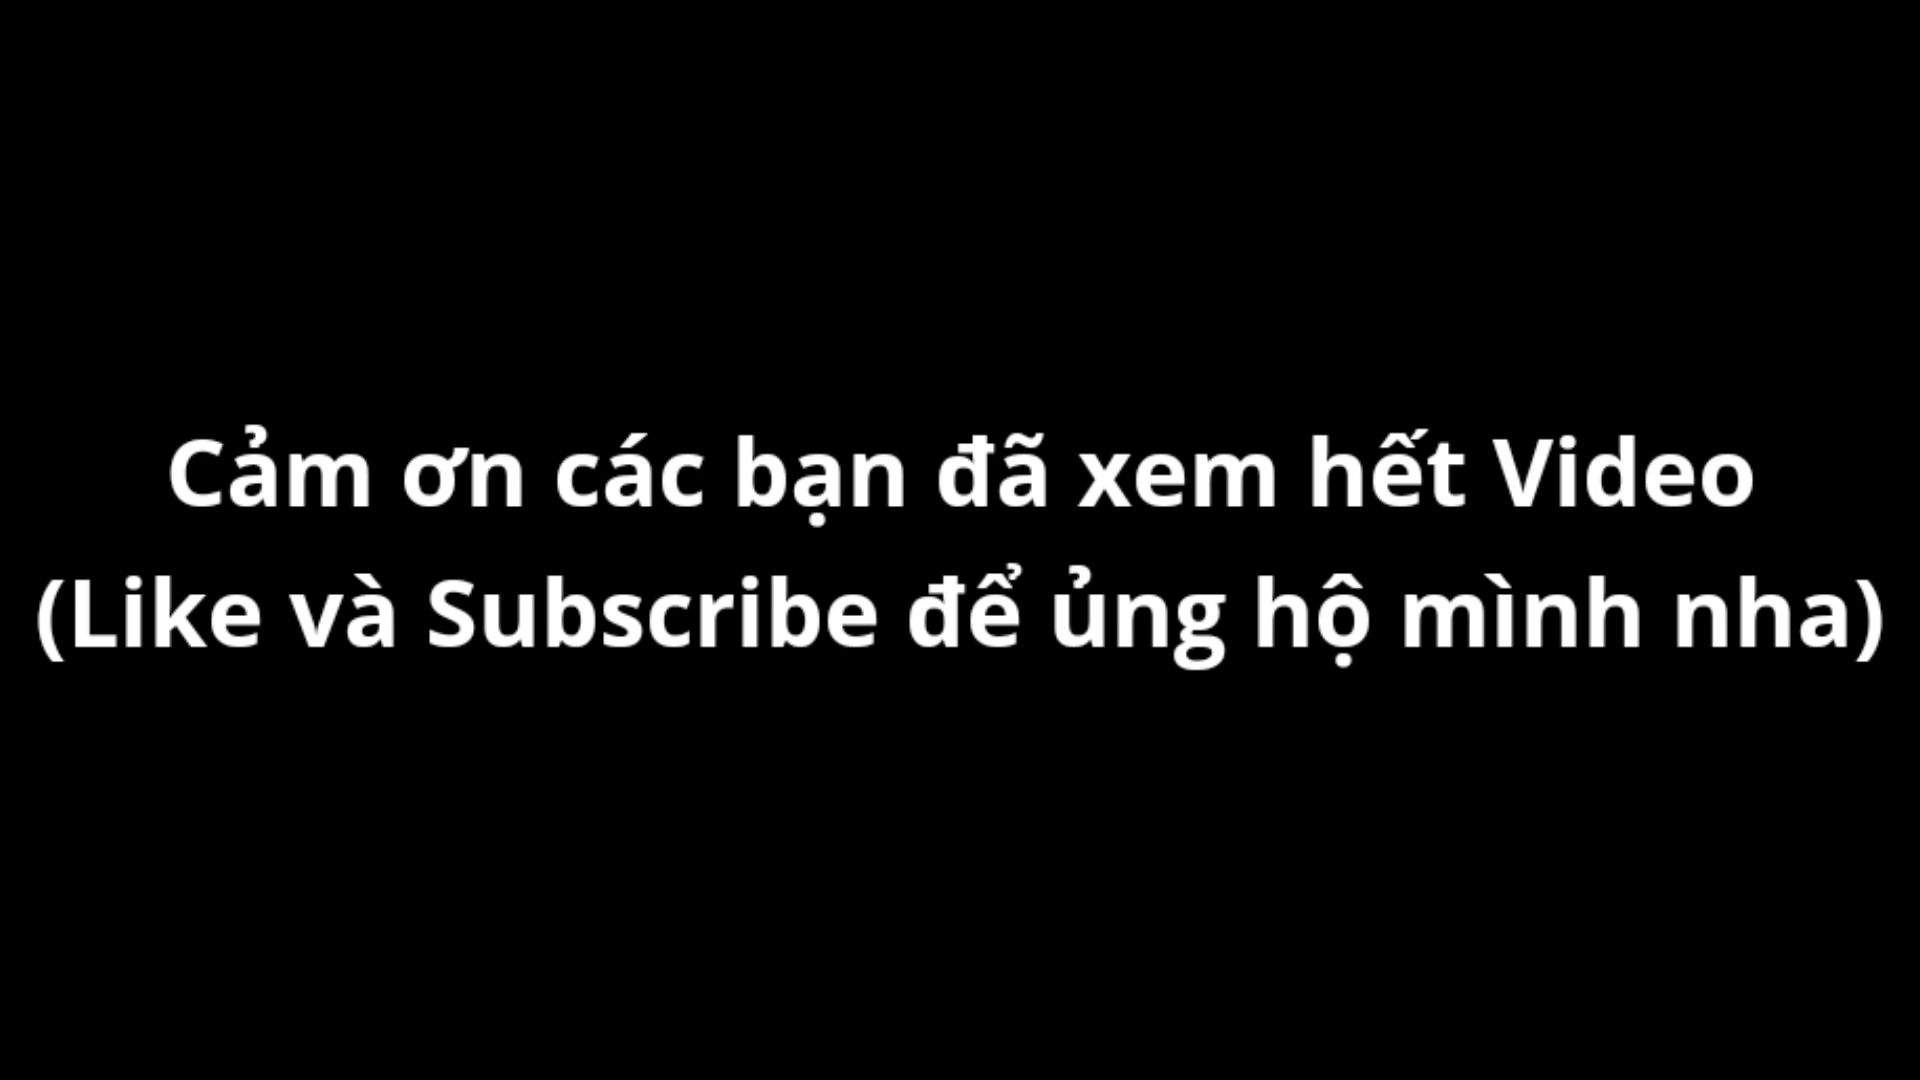 Cảm ơn các bạn đã xem hết Video
(Like và Subscribe để ủng hộ mình nha)